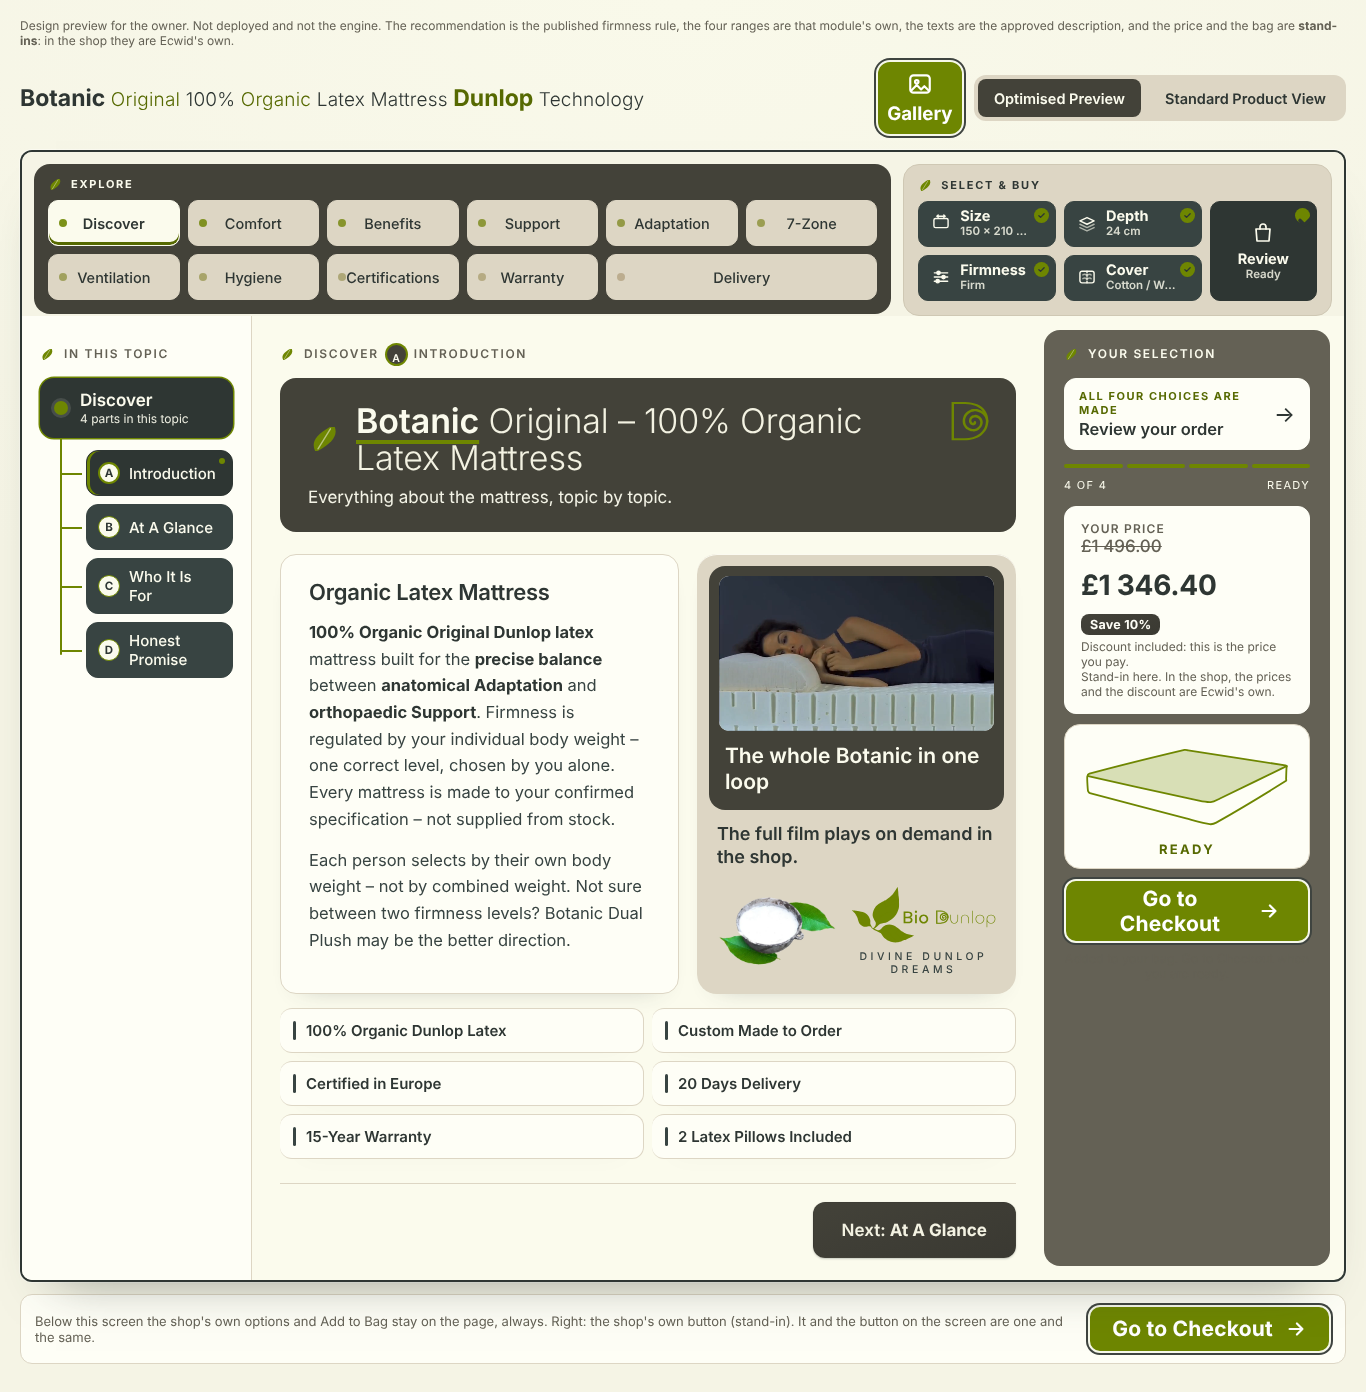 Design preview for the owner. Not deployed and not the engine. The recommendation is the published firmness rule, the four ranges are that module's own, the texts are the approved description, and the price and the bag are stand-
ins: in the shop they are Ecwid's own.
Botanic Original 100% Organic Latex Mattress Dunlop Technology
Gallery
Optimised Preview
Standard Product View
EXPLORE
Discover
Comfort
Benefits
Support
Adaptation
7-Zone
Ventilation
Hygiene
Certifications
Warranty
Delivery
SELECT & BUY
Size
150 × 210 ...
Depth
24 cm
Firmness
Firm
Cover
Cotton / W...
Review
Ready
IN THIS TOPIC
Discover
4 parts in this topic
A Introduction
B At A Glance
C Who It Is
For
D Honest
Promise
DISCOVER A INTRODUCTION
Botanic Original – 100% Organic
Latex Mattress
Everything about the mattress, topic by topic.
Organic Latex Mattress
100% Organic Original Dunlop latex
mattress built for the precise balance
between anatomical Adaptation and
orthopaedic Support. Firmness is
regulated by your individual body weight –
one correct level, chosen by you alone.
Every mattress is made to your confirmed
specification – not supplied from stock.
Each person selects by their own body
weight – not by combined weight. Not sure
between two firmness levels? Botanic Dual
Plush may be the better direction.
The whole Botanic in one
loop
The full film plays on demand in
the shop.
Bio Dunlop
DIVINE DUNLOP
DREAMS
100% Organic Dunlop Latex
Custom Made to Order
Certified in Europe
20 Days Delivery
15-Year Warranty
2 Latex Pillows Included
Next: At A Glance
YOUR SELECTION
ALL FOUR CHOICES ARE
MADE
Review your order
4 OF 4
READY
YOUR PRICE
£1 496.00
£1 346.40
Save 10%
Discount included: this is the price
you pay.
Stand-in here. In the shop, the prices
and the discount are Ecwid's own.
READY
Go to
Checkout
Below this screen the shop's own options and Add to Bag stay on the page, always. Right: the shop's own button (stand-in). It and the button on the screen are one and
the same.
Go to Checkout